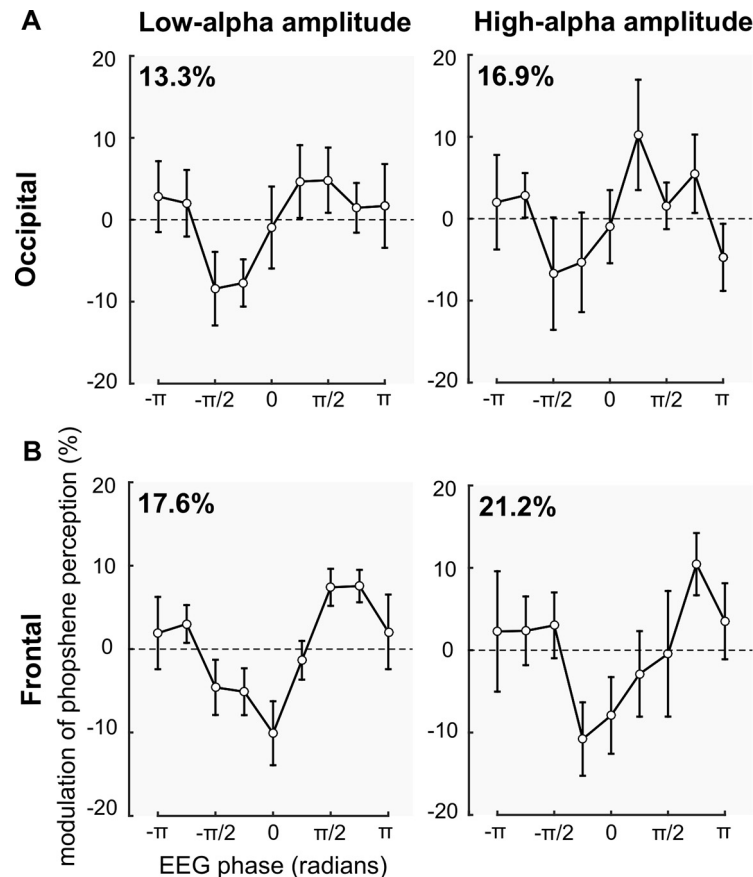 A
Low-alpha amplitude
High-alpha amplitude
Occipital
13.3%
20
10
0
-10
-20
-π
-π/2
0
π/2
π
16.9%
20
10
0
-10
-20
-π
-π/2
0
π/2
π
B
Frontal
modulation of phopshene perception (%)
17.6%
20
10
0
-10
-20
-π
-π/2
0
π/2
π
EEG phase (radians)
21.2%
20
10
0
-10
-20
-π
-π/2
0
π/2
π